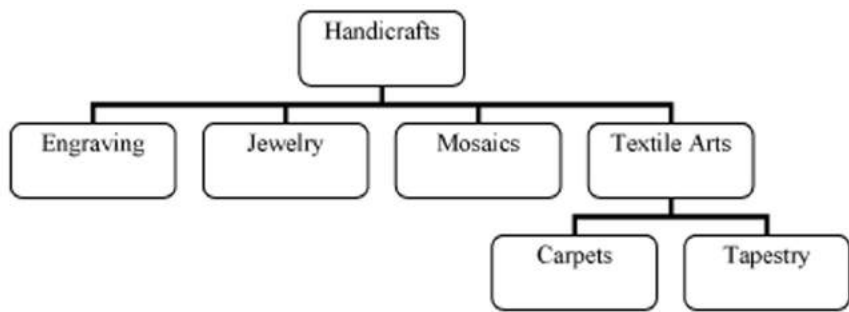 Handicrafts
Engraving
Jewelry
Mosaics
Textile Arts
Carpets
Tapestry